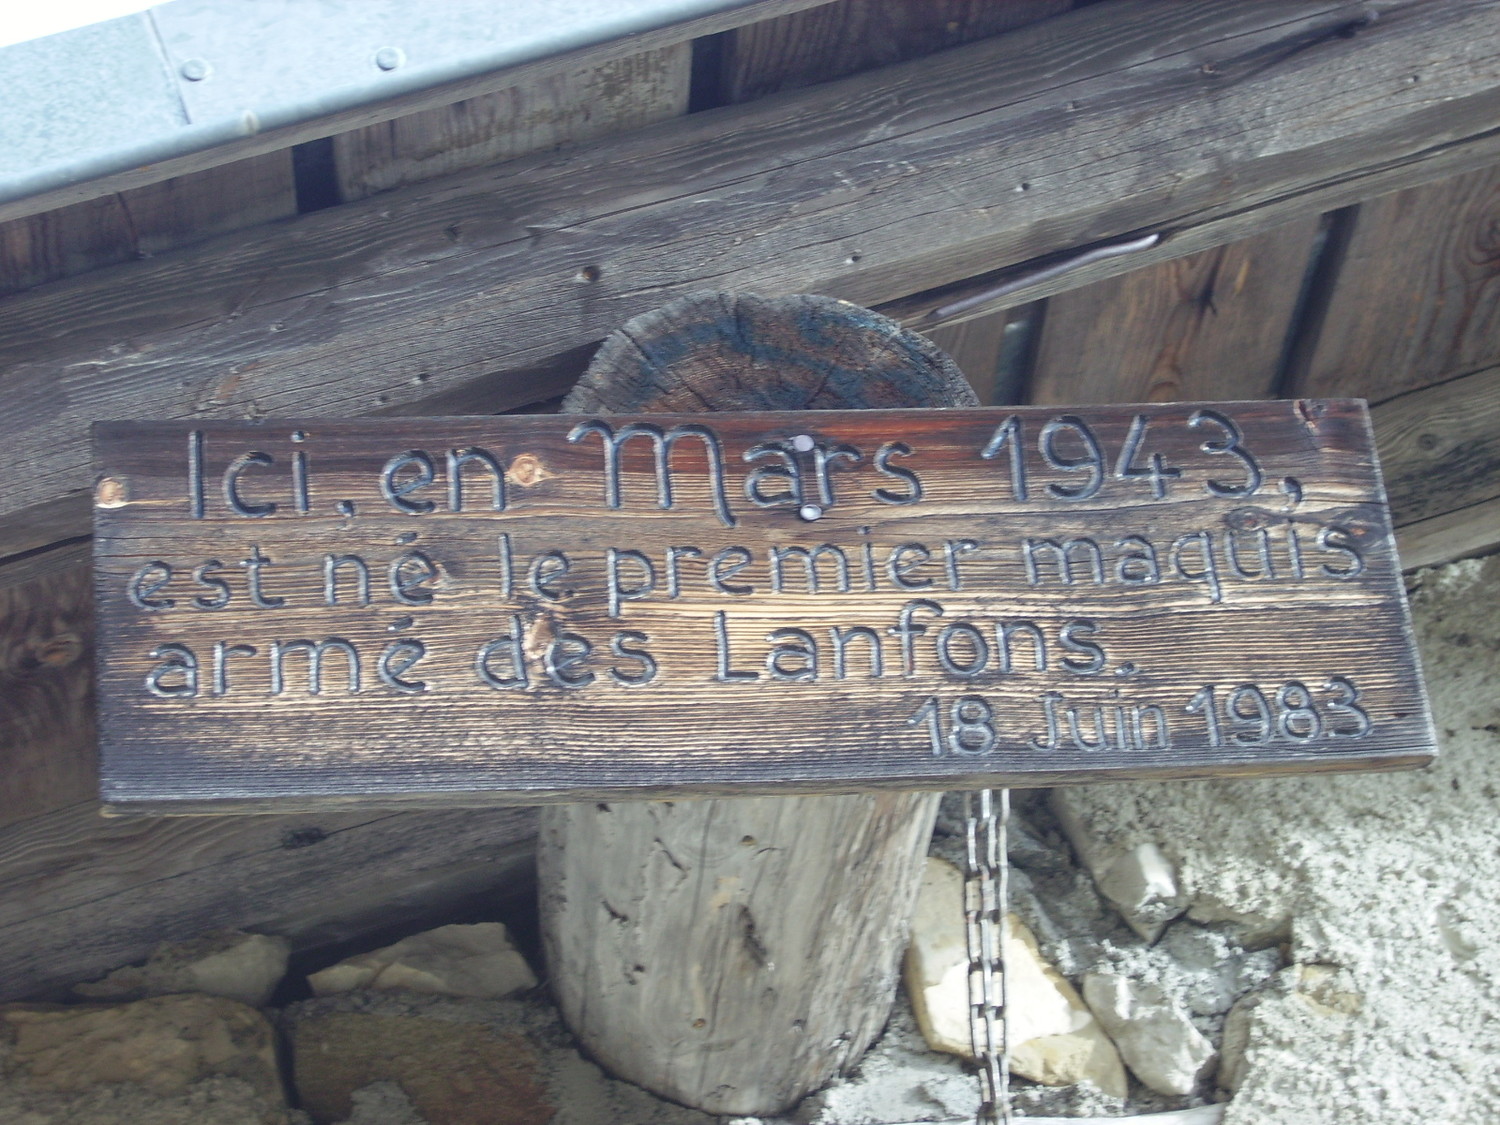 Ici, en Mars 1943,
est né le premier maquis
armé des Lanfons.
18 Juin 1983